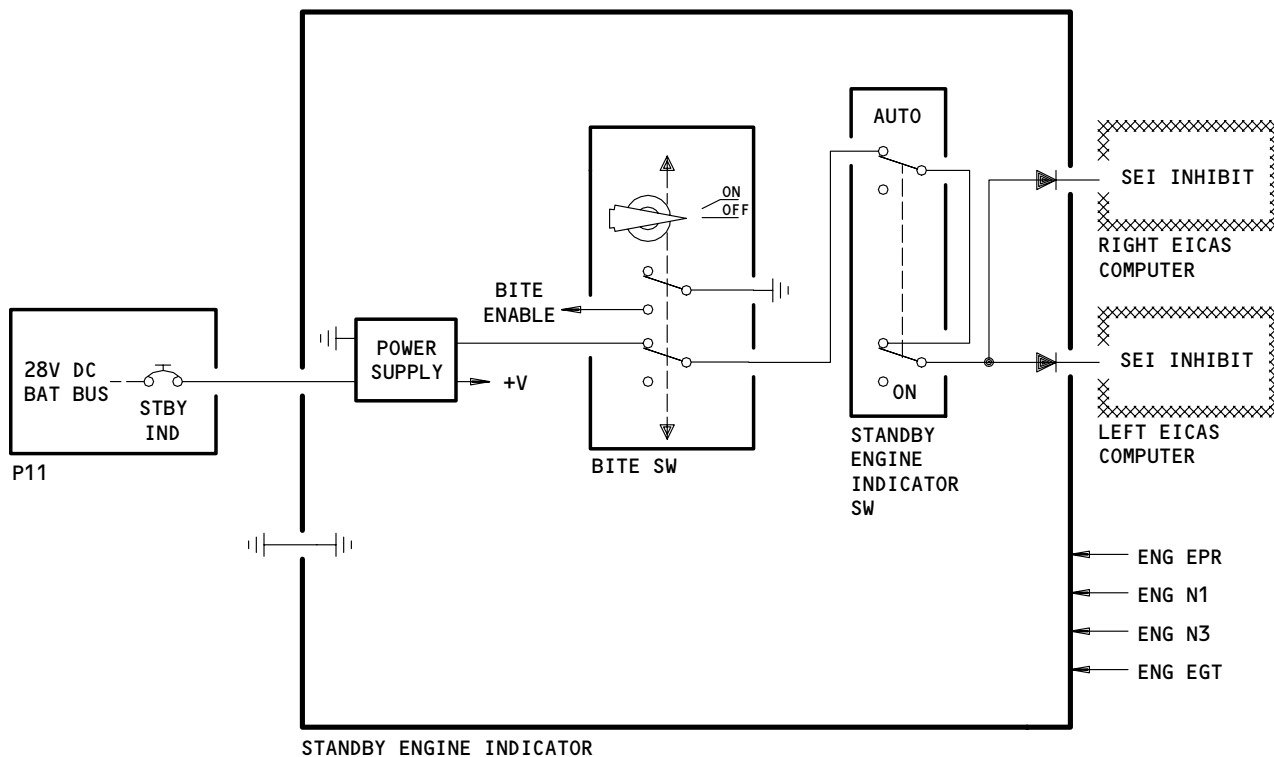 28V DC
BAT BUS
STBY
IND
P11
POWER
SUPPLY
+V
BITE
ENABLE
ON
OFF
BITE SW
AUTO
ON
STANDBY
ENGINE
INDICATOR
SW
SEI INHIBIT
RIGHT EICAS
COMPUTER
SEI INHIBIT
LEFT EICAS
COMPUTER
ENG EPR
ENG N1
ENG N3
ENG EGT
STANDBY ENGINE INDICATOR